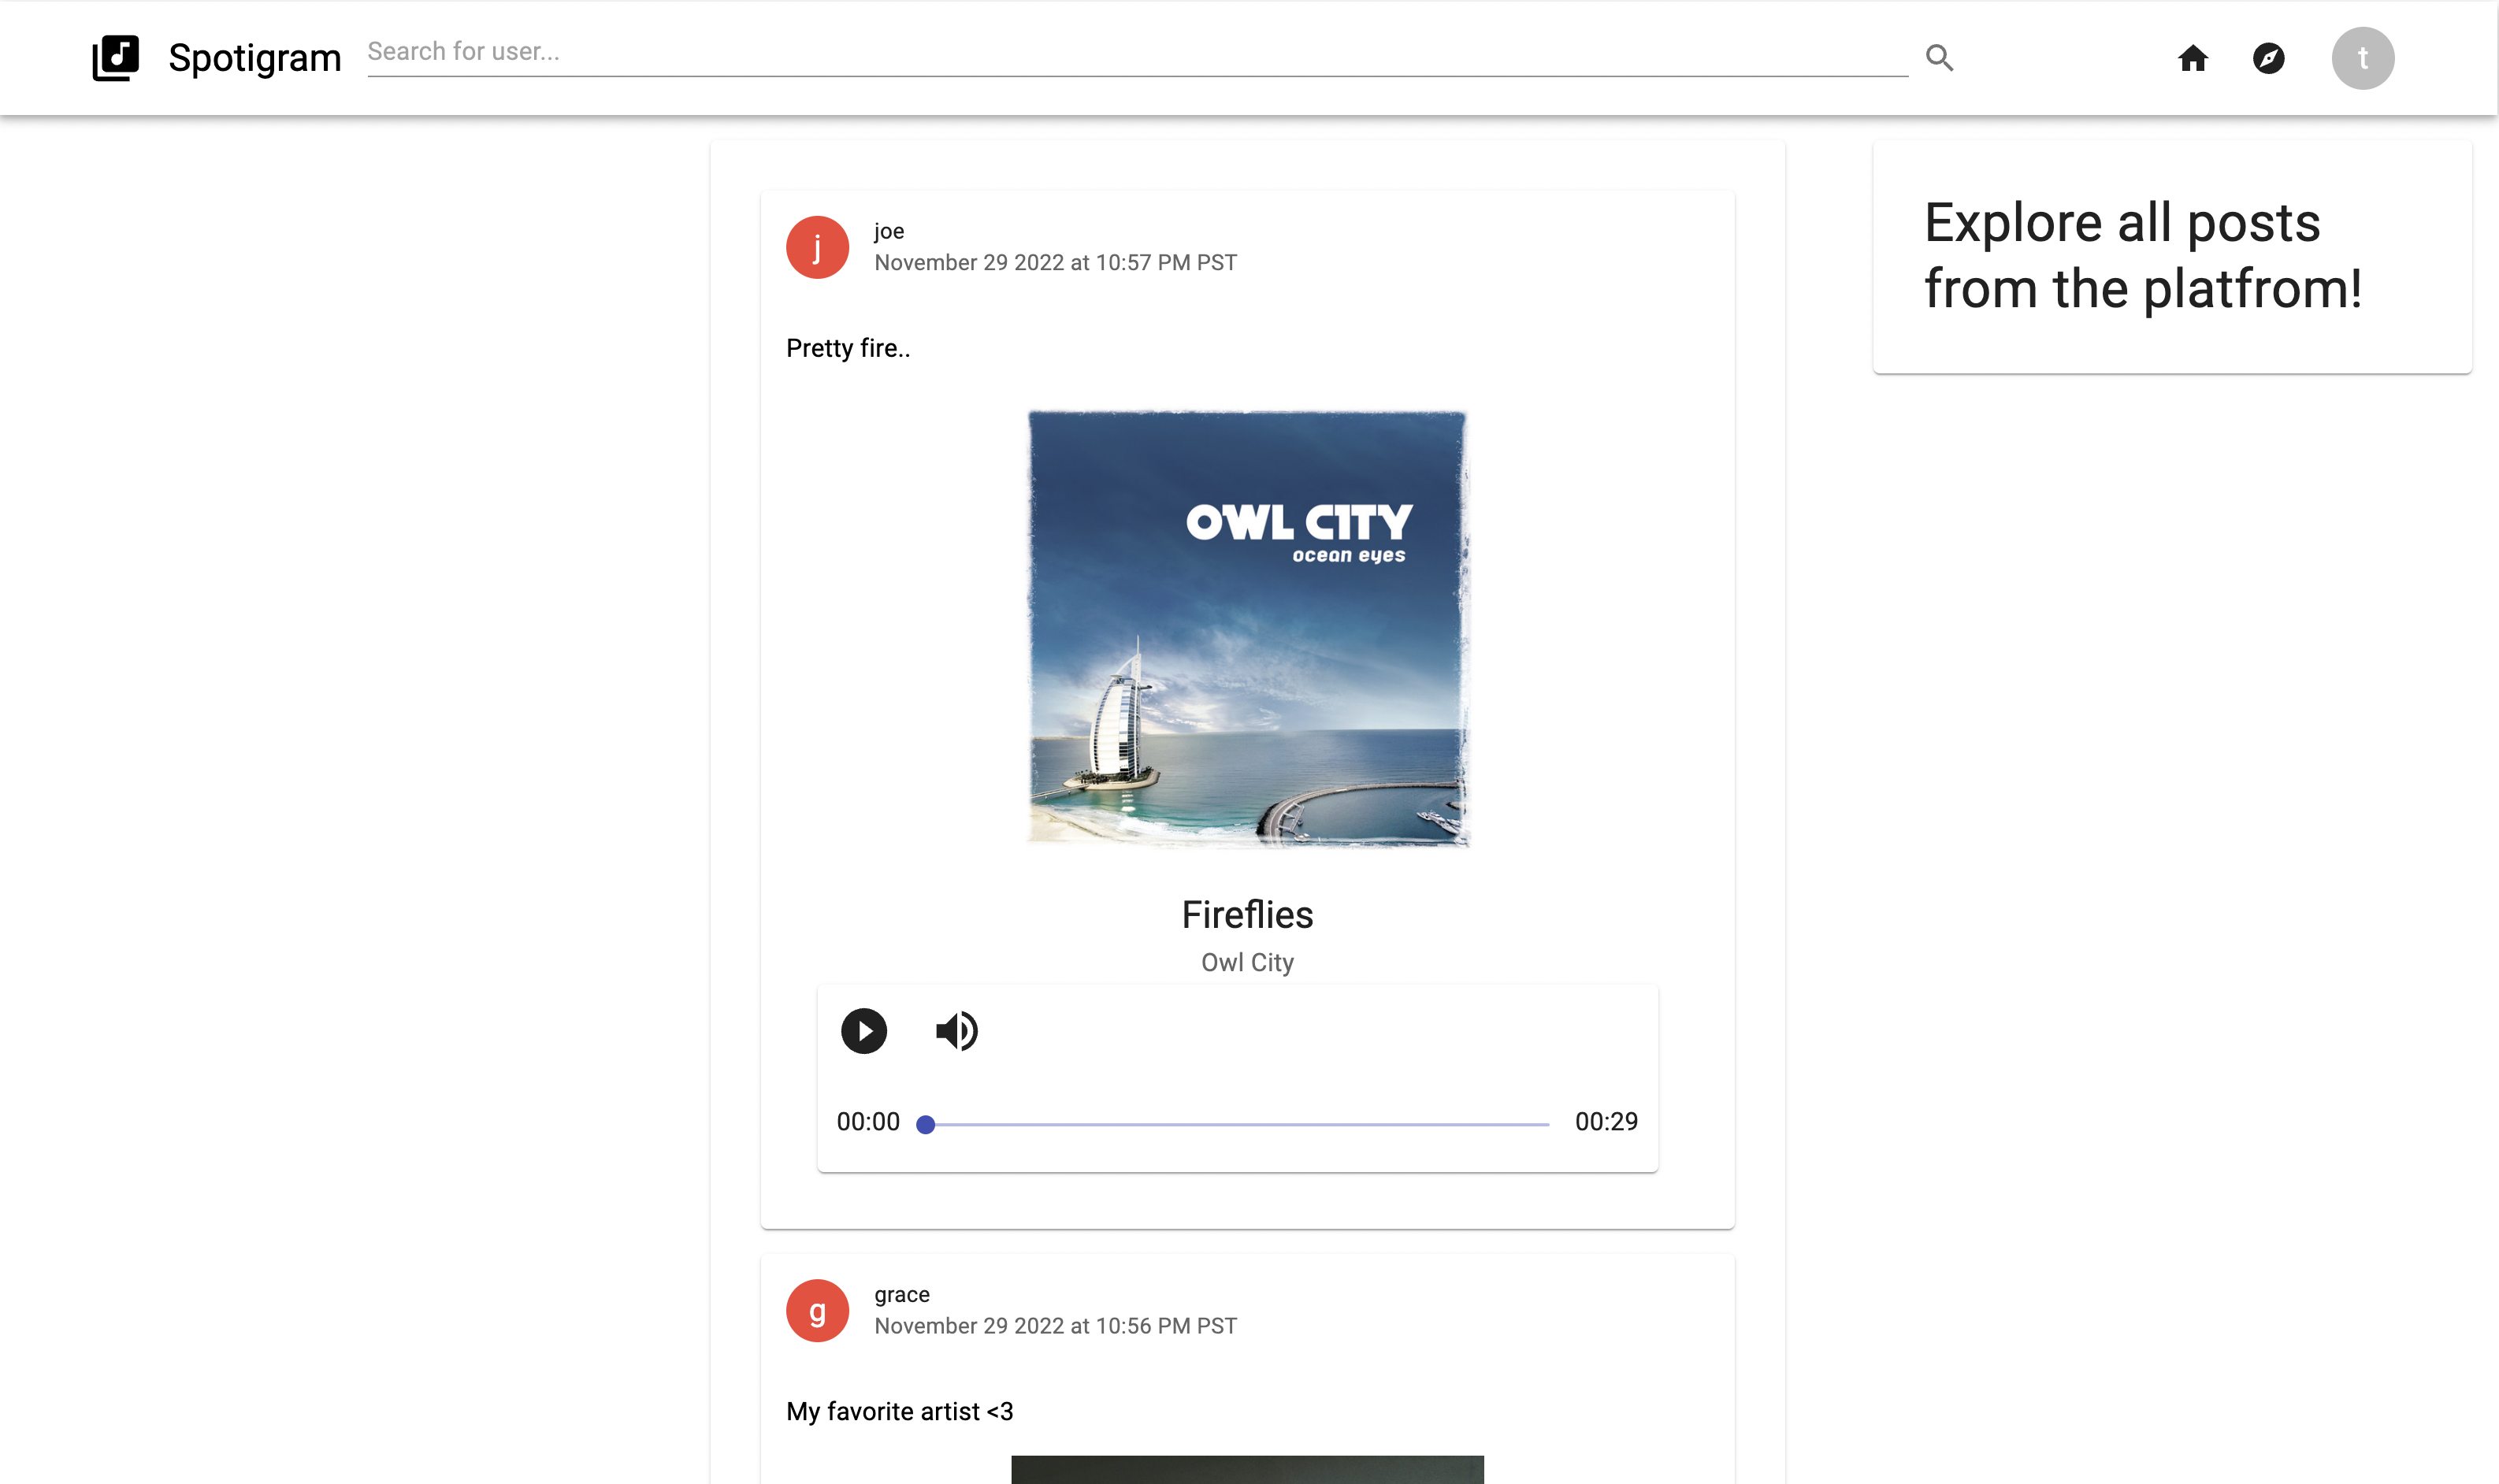 Spotigram
Search for user...
t
Explore all posts
from the platfrom!
j
joe
November 29 2022 at 10:57 PM PST
Pretty fire..
OWL CITY
ocean eyes
Fireflies
Owl City
00:00
00:29
g
grace
November 29 2022 at 10:56 PM PST
My favorite artist <3